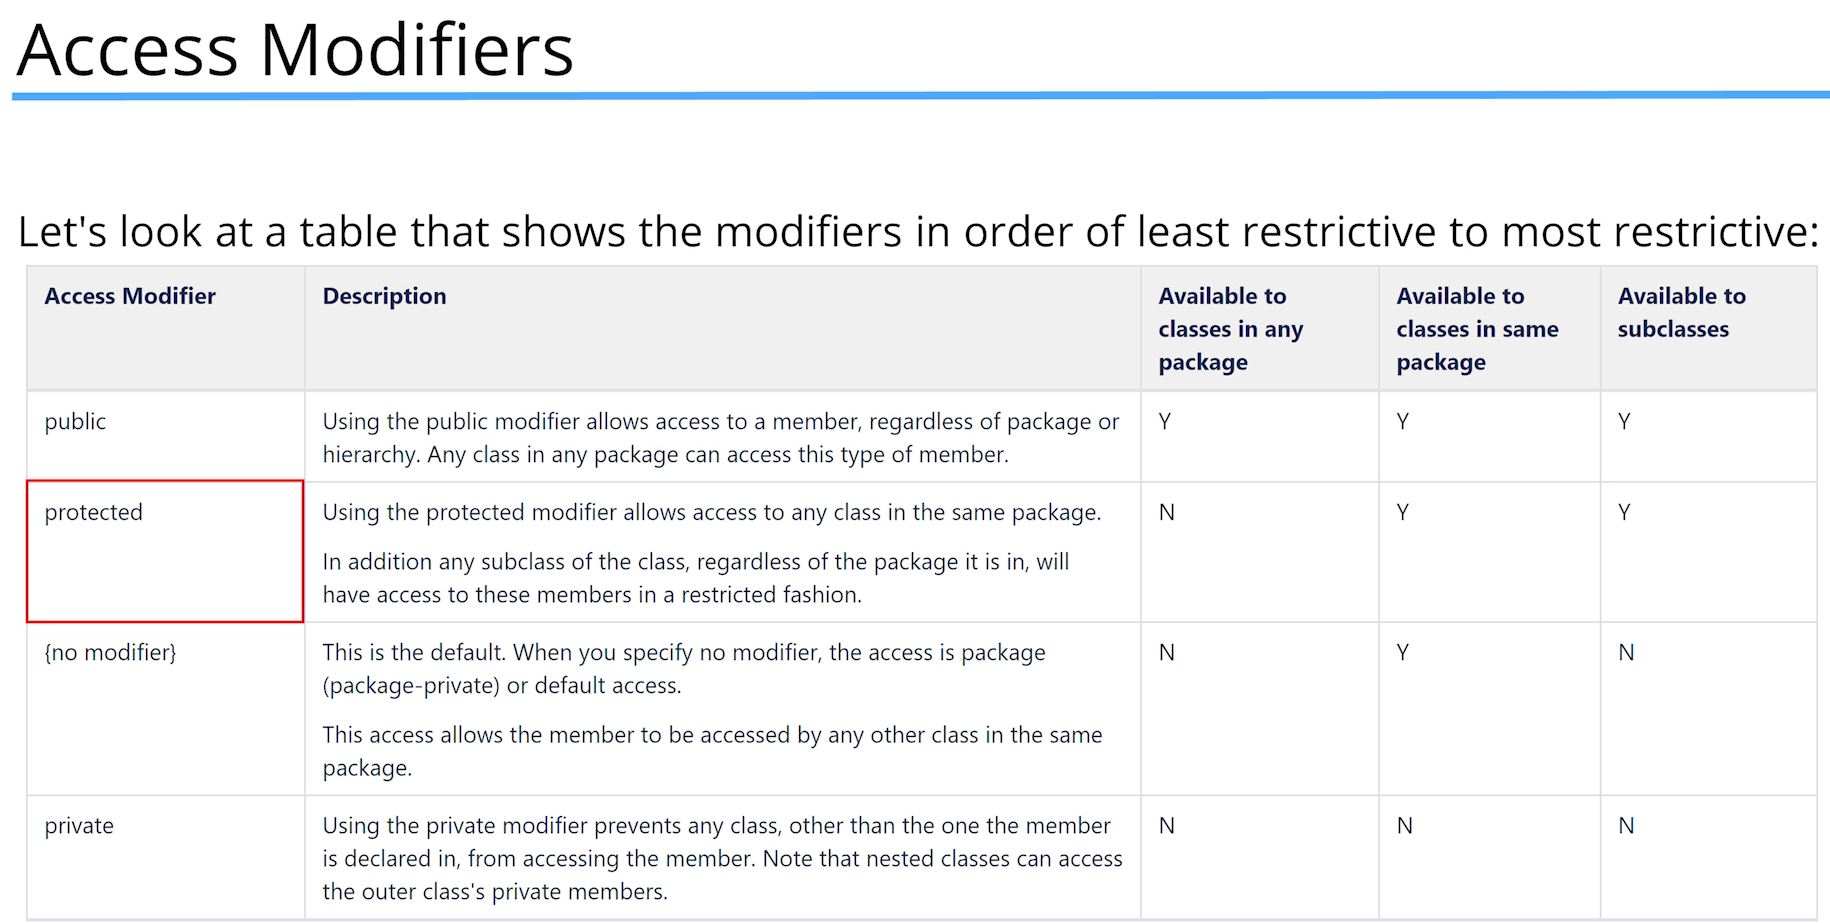 Access Modifiers
Let's look at a table that shows the modifiers in order of least restrictive to most restrictive:
Access Modifier
Description
Available to
classes in any
package
Available to
classes in same
package
Available to
subclasses
public
Using the public modifier allows access to a member, regardless of package or
hierarchy. Any class in any package can access this type of member.
Y
Y
Y
protected
Using the protected modifier allows access to any class in the same package.
In addition any subclass of the class, regardless of the package it is in, will
have access to these members in a restricted fashion.
N
Y
Y
{no modifier}
This is the default. When you specify no modifier, the access is package
(package-private) or default access.
This access allows the member to be accessed by any other class in the same
package.
N
Y
N
private
Using the private modifier prevents any class, other than the one the member
is declared in, from accessing the member. Note that nested classes can access
the outer class's private members.
N
N
N